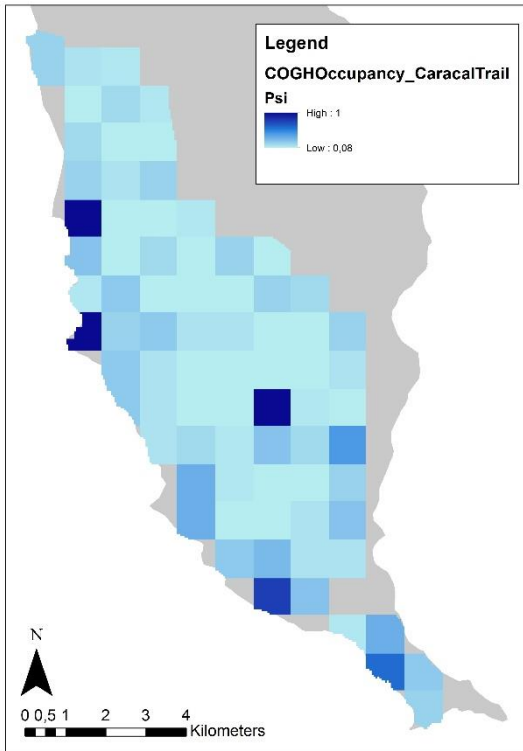 Legend
COGHOccupancy_CaracalTrail
Psi
High : 1
Low : 0,08
N
0 0,5 1 2 3 4
Kilometers